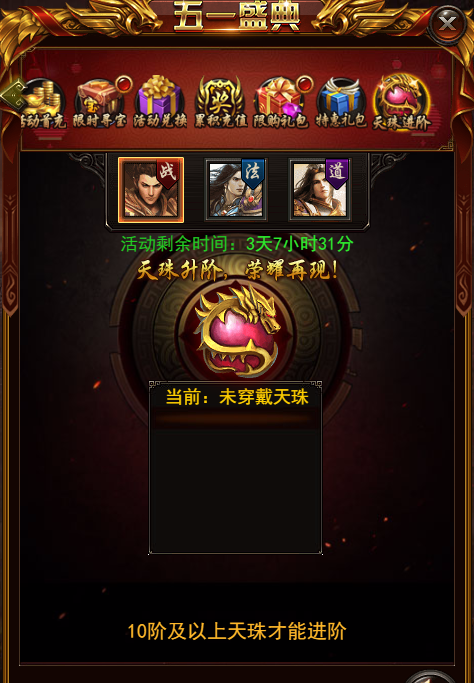 五一盛典
活动首充 限时寻宝 活动兑换 累积充值 限购礼包 特惠礼包 天珠进阶
宝
奖
战 法 道
活动剩余时间：3天7小时31分
天珠升阶，荣耀再现！
当前：未穿戴天珠
10阶及以上天珠才能进阶